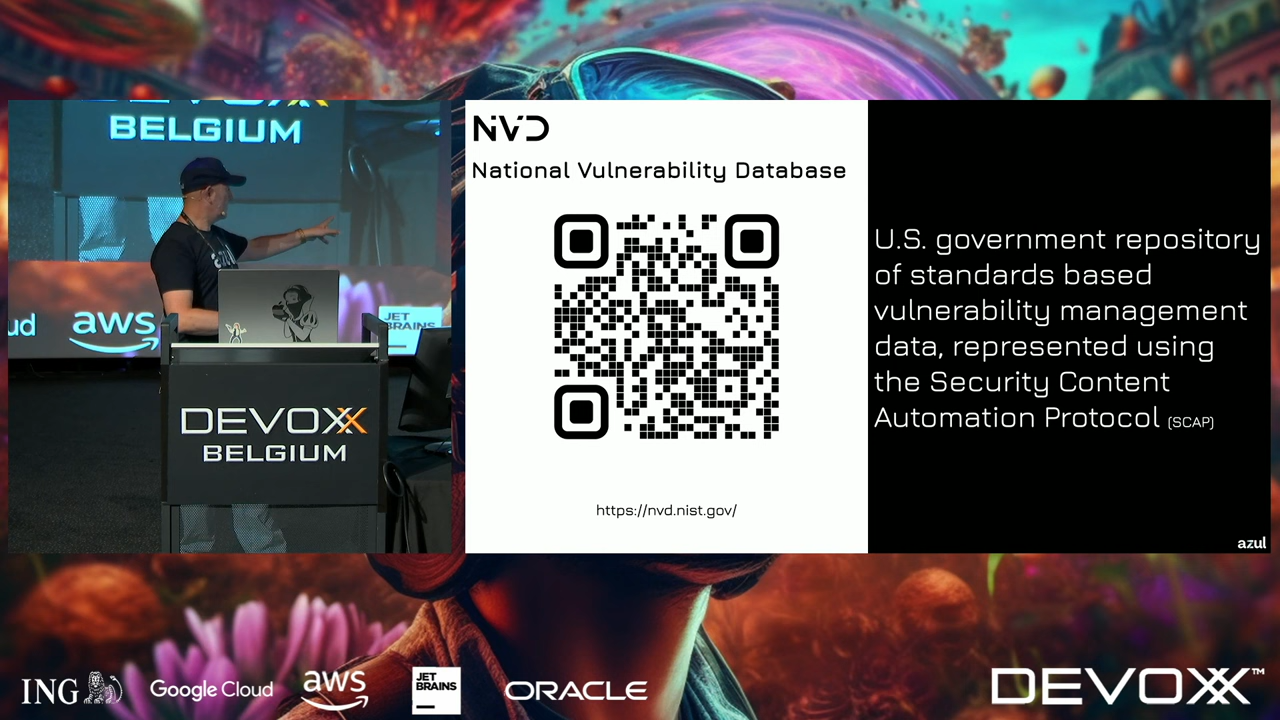 BELGIUM
ud
aws
JET
BRAINS
DEVOXX
BELGIUM
NVD
National Vulnerability Database
https://nvd.nist.gov/
U.S. government repository
of standards based
vulnerability management
data, represented using
the Security Content
Automation Protocol (SCAP)
azul
ING
Google Cloud
aws
JET
BRAINS
ORACLE
DEVOXX™